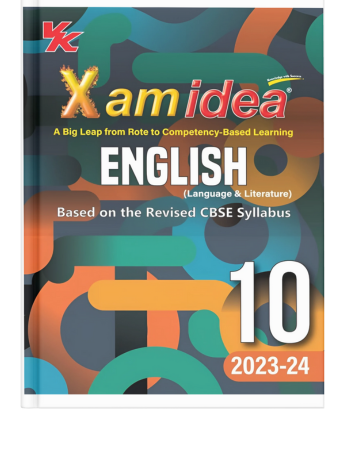 VK
Xam idea®
A Big Leap from Rote to Competency-Based Learning
ENGLISH
(Language & Literature)
Based on the Revised CBSE Syllabus
10
2023-24